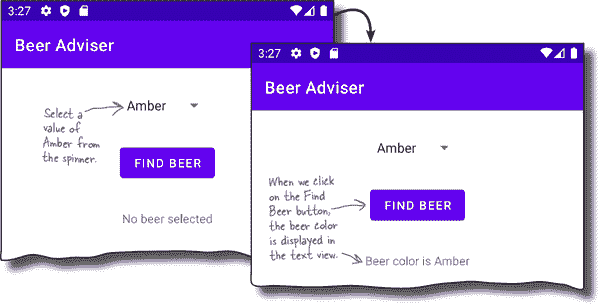 3:27
Beer Adviser
Amber
Select a
value of
Amber from
the spinner.
FIND BEER
No beer selected
3:27
Beer Adviser
Amber
When we click
on the Find
Beer button,
the beer color
is displayed in
the text view.
FIND BEER
Beer color is Amber